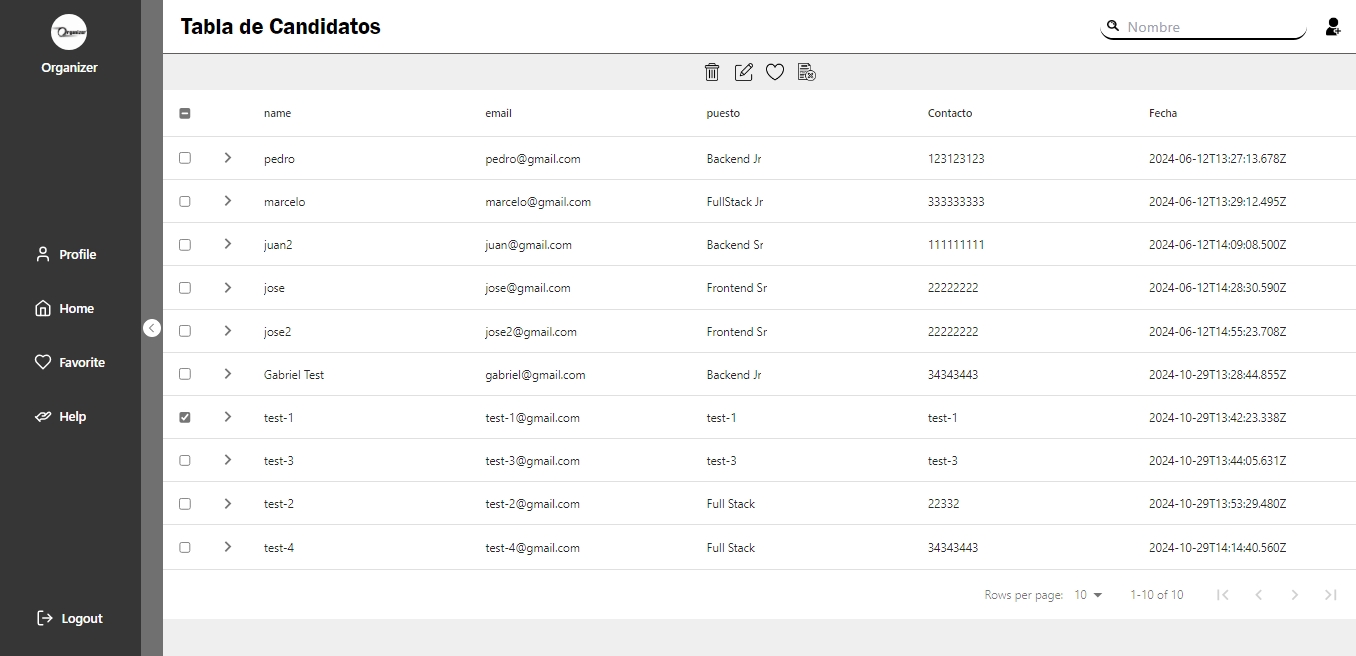 Organizer
Organizer
Profile
Home
Favorite
Help
Logout
Tabla de Candidatos
Nombre
name email puesto Contacto Fecha
pedro pedro@gmail.com Backend Jr 123123123 2024-06-12T13:27:13.678Z
marcelo marcelo@gmail.com FullStack Jr 333333333 2024-06-12T13:29:12.495Z
juan2 juan@gmail.com Backend Sr 111111111 2024-06-12T14:09:08.500Z
jose jose@gmail.com Frontend Sr 22222222 2024-06-12T14:28:30.590Z
jose2 jose2@gmail.com Frontend Sr 22222222 2024-06-12T14:55:23.708Z
Gabriel Test gabriel@gmail.com Backend Jr 34343443 2024-10-29T13:28:44.855Z
test-1 test-1@gmail.com test-1 test-1 2024-10-29T13:42:23.338Z
test-3 test-3@gmail.com test-3 test-3 2024-10-29T13:44:05.631Z
test-2 test-2@gmail.com Full Stack 22332 2024-10-29T13:53:29.480Z
test-4 test-4@gmail.com Full Stack 34343443 2024-10-29T14:14:40.560Z
Rows per page: 10 1-10 of 10